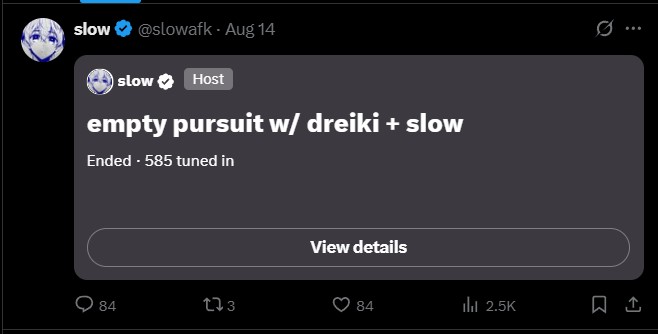 slow @slowafk · Aug 14
slow Host
empty pursuit w/ dreiki + slow
Ended · 585 tuned in
View details
84 3 84 2.5K